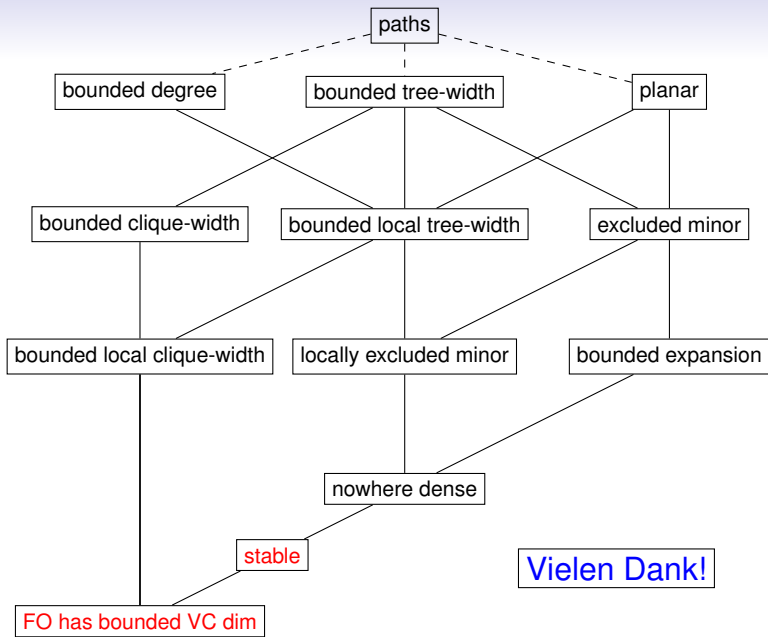 paths
bounded degree
bounded tree-width
planar
bounded clique-width
bounded local tree-width
excluded minor
bounded local clique-width
locally excluded minor
bounded expansion
nowhere dense
stable
Vielen Dank!
FO has bounded VC dim